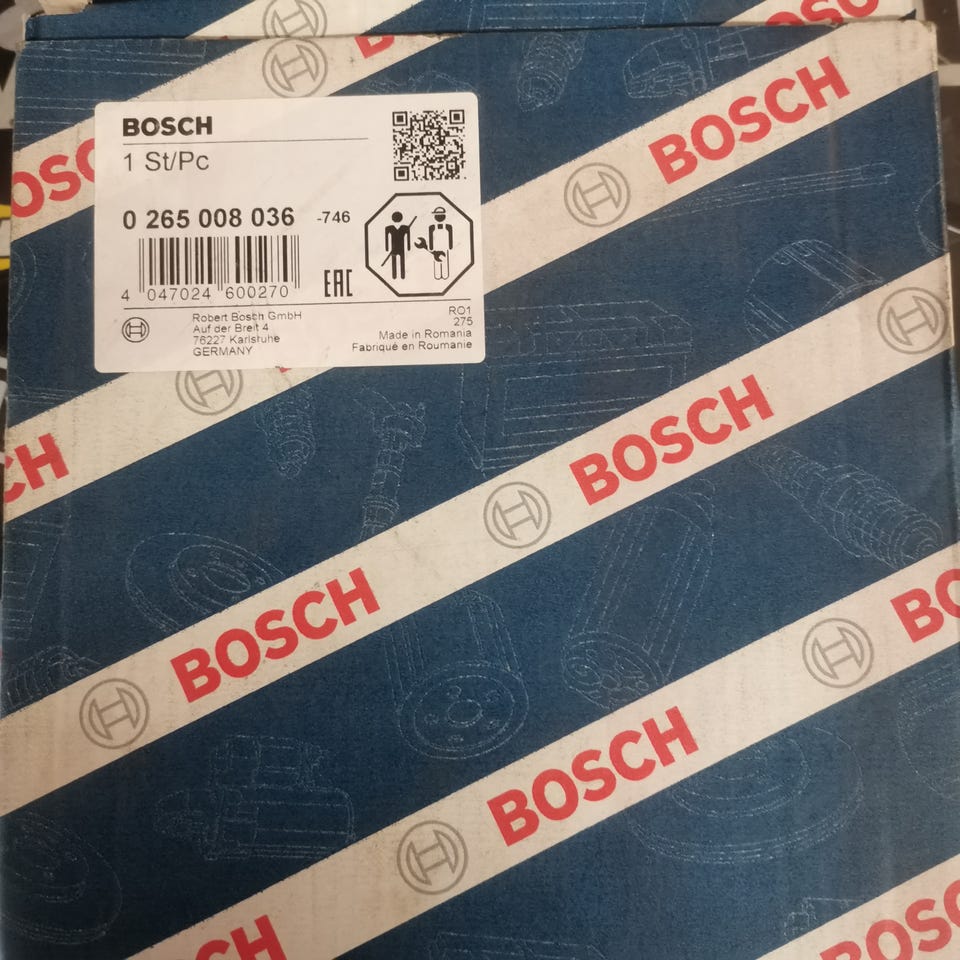 BOSCH
BOSCH
1 St/Pc
0 265 008 036 -746
4 047024 600270
EAC
Robert Bosch GmbH
Auf der Breit 4
76227 Karlsruhe
GERMANY
RO1
275
Made in Romania
Fabriqué en Roumanie
BOSCH
BOSCH
BOSCH